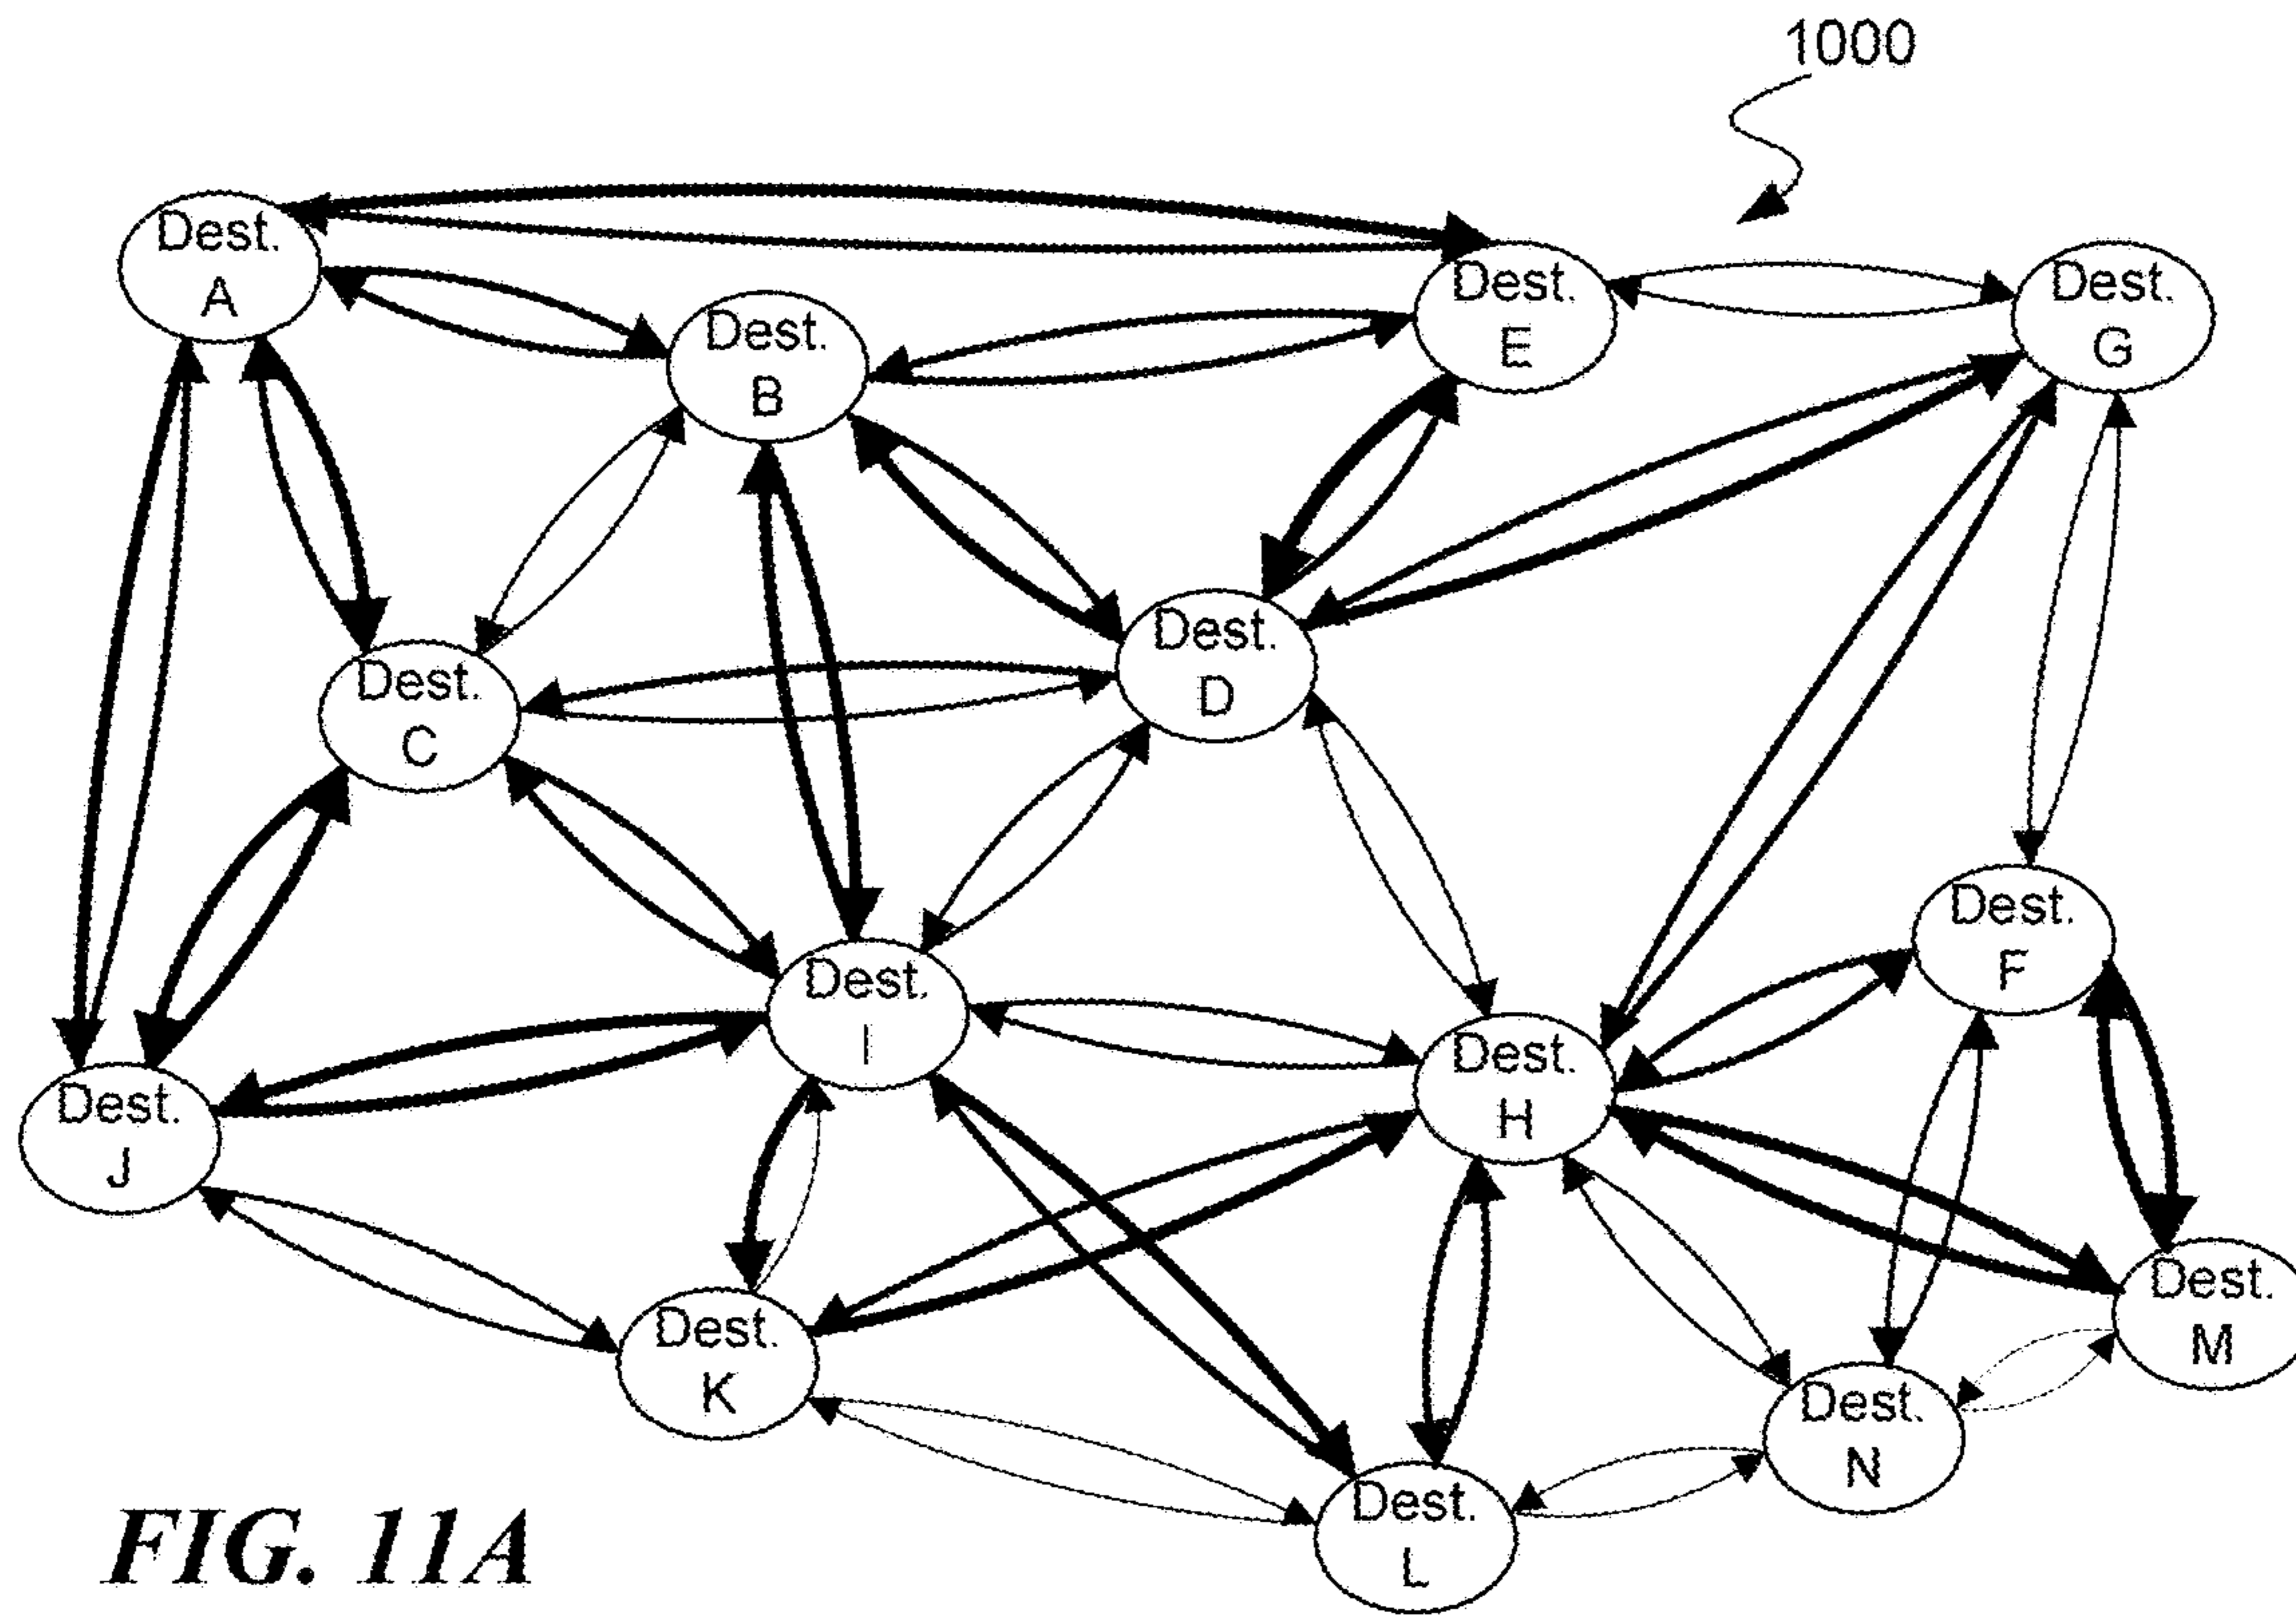 1000
Dest.
A
Dest.
B
Dest.
E
Dest.
G
Dest.
C
Dest.
D
Dest.
F
Dest.
I
Dest.
H
Dest.
J
Dest.
K
Dest.
M
Dest.
N
Dest.
L
FIG. 11A